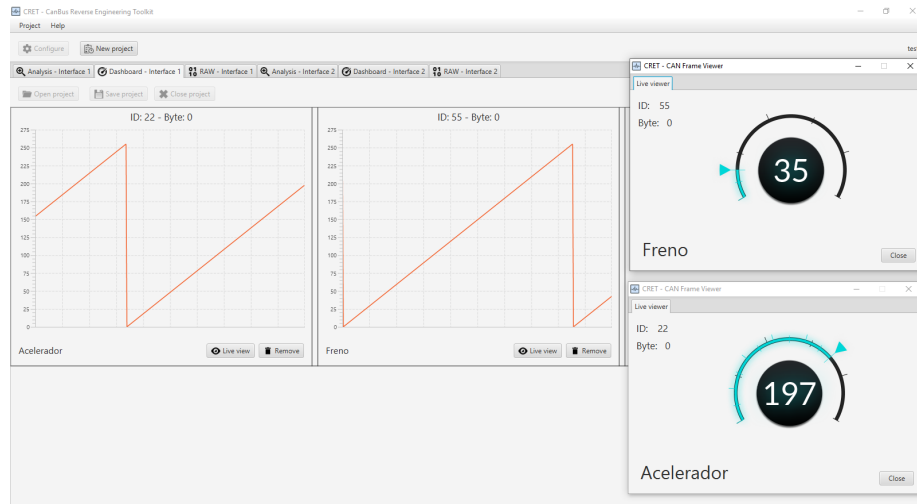 CRET - CanBus Reverse Engineering Toolkit
Project Help
Configure New project
Analysis - Interface 1 Dashboard - Interface 1 RAW - Interface 1 Analysis - Interface 2 Dashboard - Interface 2 RAW - Interface 2
Open project Save project Close project
ID: 22 - Byte: 0
275
250
225
200
175
150
125
100
75
50
25
0
Acelerador
Live view Remove
ID: 55 - Byte: 0
275
250
225
200
175
150
125
100
75
50
25
0
Freno
Live view Remove
CRET - CAN Frame Viewer
Live viewer
ID: 55
Byte: 0
35
Freno
Close
CRET - CAN Frame Viewer
Live viewer
ID: 22
Byte: 0
197
Acelerador
Close